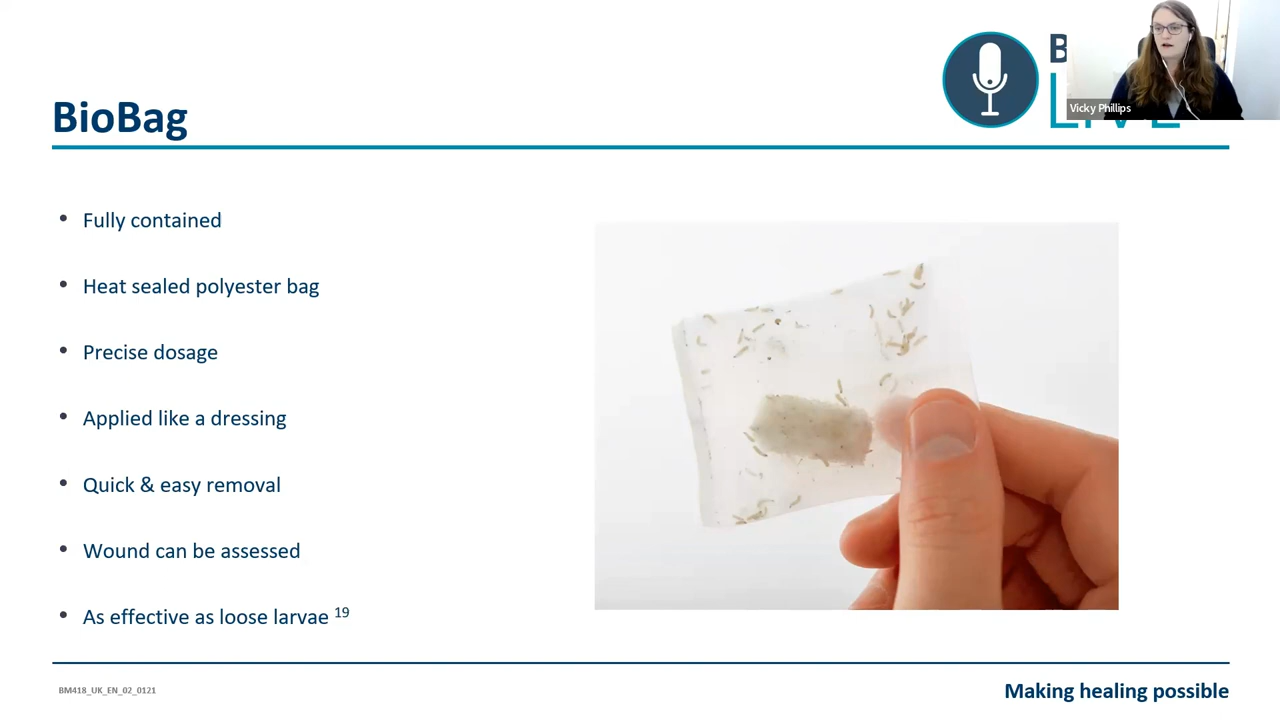 B
LIVE
Vicky Phillips
BioBag
• Fully contained
• Heat sealed polyester bag
• Precise dosage
• Applied like a dressing
• Quick & easy removal
• Wound can be assessed
• As effective as loose larvae 19
BM418_UK_EN_02_0121
Making healing possible